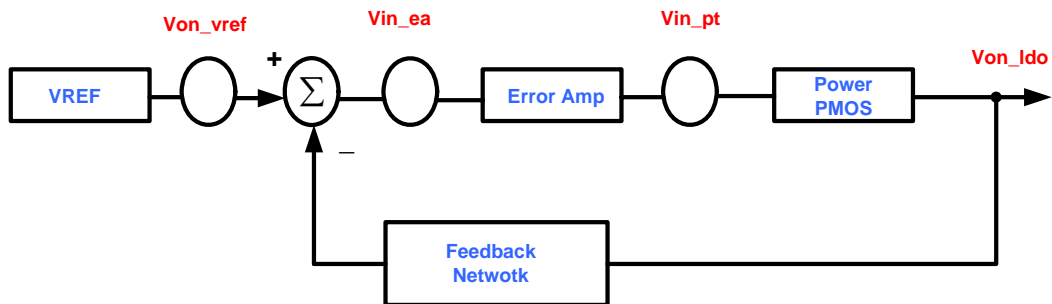 Von_vref
Vin_ea
Vin_pt
Von_ldo
+
VREF
Σ
Error Amp
Power
PMOS
−
Feedback
Netwotk